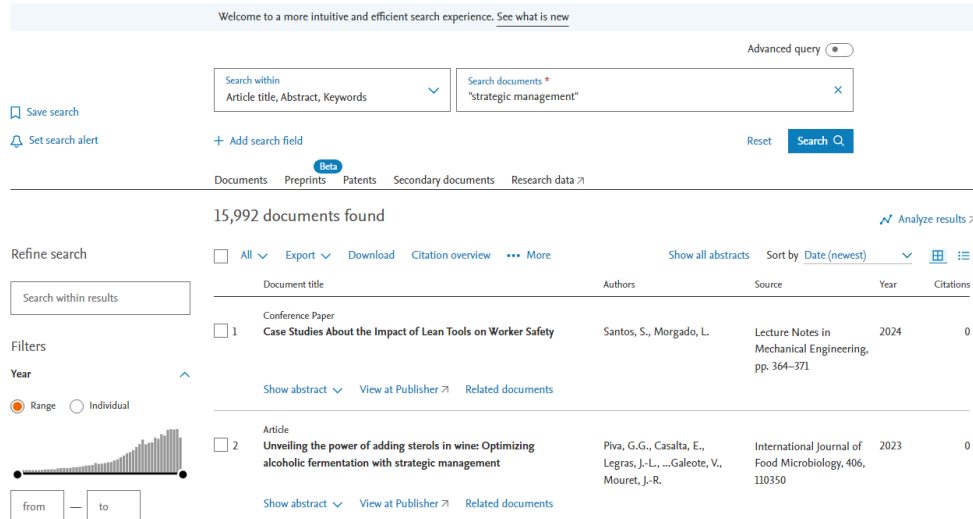 Welcome to a more intuitive and efficient search experience. See what is new
Advanced query
Search within
Article title, Abstract, Keywords
Search documents *
"strategic management"
Save search
Set search alert
Add search field
Reset
Search
Beta
Documents Preprints Patents Secondary documents Research data
15,992 documents found
Analyze results
Refine search
All Export Download Citation overview ••• More
Show all abstracts Sort by Date (newest)
Search within results
Document title Authors Source Year Citations
Conference Paper
1 Case Studies About the Impact of Lean Tools on Worker Safety
Santos, S., Morgado, L.
Lecture Notes in
Mechanical Engineering,
pp. 364–371
2024
0
Show abstract View at Publisher Related documents
Filters
Year
Range Individual
from — to
Article
2 Unveiling the power of adding sterols in wine: Optimizing
alcoholic fermentation with strategic management
Piva, G.G., Casalta, E.,
Legras, J.-L., ...Galeote, V.,
Mouret, J.-R.
International Journal of
Food Microbiology, 406,
110350
2023
0
Show abstract View at Publisher Related documents